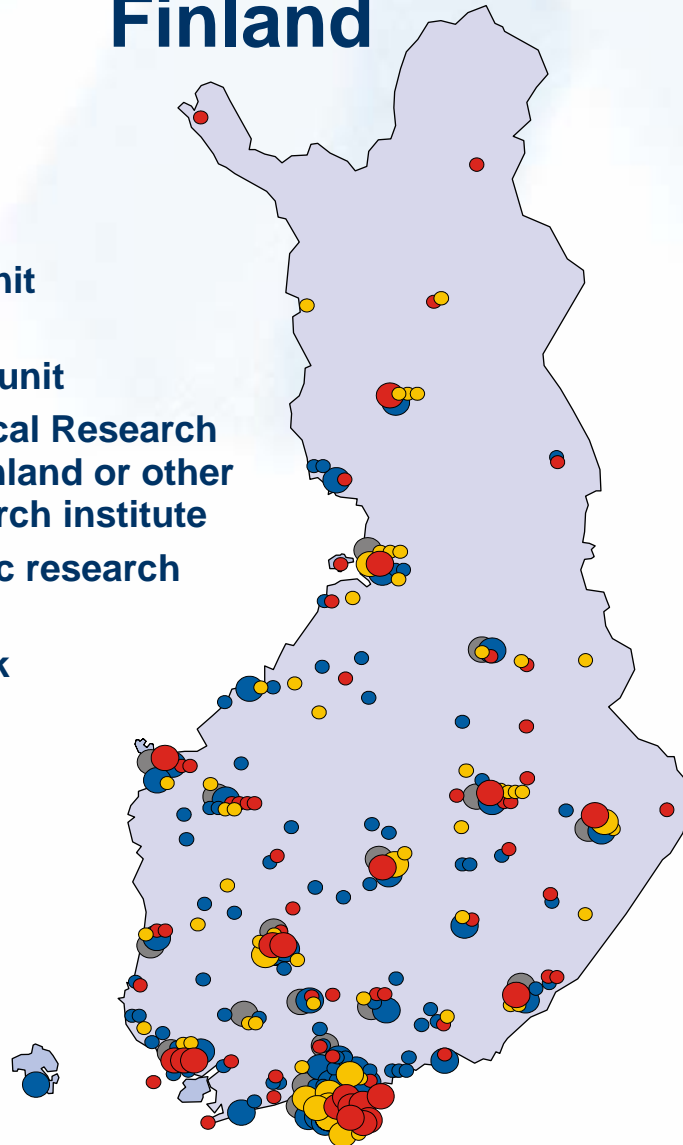 Finland
nit
unit
cal Research
nland or other
rch institute
c research
k